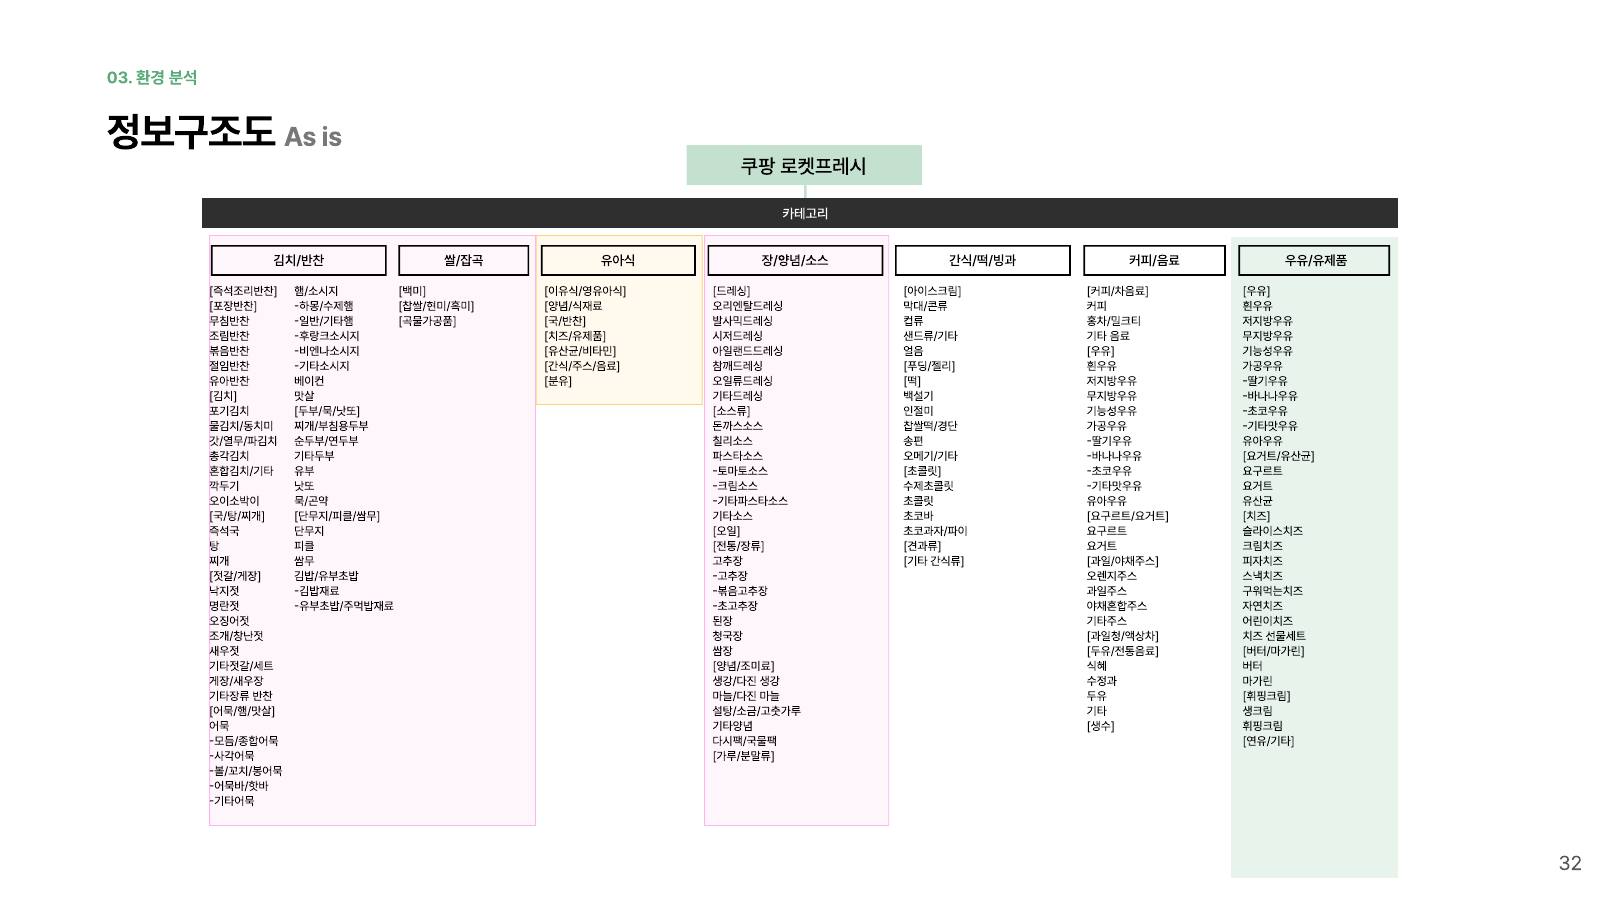 03. 환경 분석
정보구조도 As is
쿠팡 로켓프레시
카테고리
김치/반찬
[즉석조리반찬]
[포장반찬]
무침반찬
조림반찬
볶음반찬
절임반찬
유아반찬
[김치]
포기김치
물김치/동치미
갓/열무/파김치
총각김치
혼합김치/기타
깍두기
오이소박이
[국/탕/찌개]
즉석국
탕
찌개
[젓갈/게장]
낙지젓
명란젓
오징어젓
조개/창난젓
새우젓
기타젓갈/세트
게장/새우장
기타장류 반찬
[어묵/햄/맛살]
어묵
-모듬/종합어묵
-사각어묵
-볼/꼬치/봉어묵
-어묵바/핫바
-기타어묵
햄/소시지
-하몽/수제햄
-일반/기타햄
-후랑크소시지
-비엔나소시지
-기타소시지
베이컨
맛살
[두부/묵/낫또]
찌개/부침용두부
순두부/연두부
기타두부
유부
낫또
묵/곤약
[단무지/피클/쌈무]
단무지
피클
쌈무
김밥/유부초밥
-김밥재료
-유부초밥/주먹밥재료
쌀/잡곡
[백미]
[찹쌀/현미/흑미]
[곡물가공품]
유아식
[이유식/영유아식]
[양념/식재료
[국/반찬]
[치즈/유제품]
[유산균/비타민]
[간식/주스/음료]
[분유]
장/양념/소스
[드레싱]
오리엔탈드레싱
발사믹드레싱
시저드레싱
아일랜드드레싱
참깨드레싱
오일류드레싱
기타드레싱
[소스류]
돈까스소스
칠리소스
파스타소스
-토마토소스
-크림소스
-기타파스타소스
기타소스
[오일]
[전통/장류]
고추장
-고추장
-볶음고추장
-초고추장
된장
청국장
쌈장
[양념/조미료]
생강/다진 생강
마늘/다진 마늘
설탕/소금/고춧가루
기타양념
다시팩/국물팩
[가루/분말류]
간식/떡/빙과
[아이스크림]
막대/콘류
컵류
샌드류/기타
얼음
[푸딩/젤리]
[떡]
백설기
인절미
찹쌀떡/경단
송편
오메기/기타
[초콜릿]
수제초콜릿
초콜릿
초코바
초코과자/파이
[견과류]
[기타 간식류]
커피/음료
[커피/차음료]
커피
홍차/밀크티
기타 음료
[우유]
흰우유
저지방우유
무지방우유
기능성우유
가공우유
-딸기우유
-바나나우유
-초코우유
-기타맛우유
유아우유
[요구르트/요거트]
요구르트
요거트
[과일/야채주스]
오렌지주스
과일주스
야채혼합주스
기타주스
[과일청/액상차]
[두유/전통음료]
식혜
수정과
두유
기타
[생수]
우유/유제품
[우유]
흰우유
저지방우유
무지방우유
기능성우유
가공우유
-딸기우유
-바나나우유
-초코우유
-기타맛우유
유아우유
[요거트/유산균]
요구르트
요거트
유산균
[치즈]
슬라이스치즈
크림치즈
피자치즈
스낵치즈
구워먹는치즈
자연치즈
어린이치즈
치즈 선물세트
[버터/마가린]
버터
마가린
[휘핑크림]
생크림
휘핑크림
[연유/기타]
32